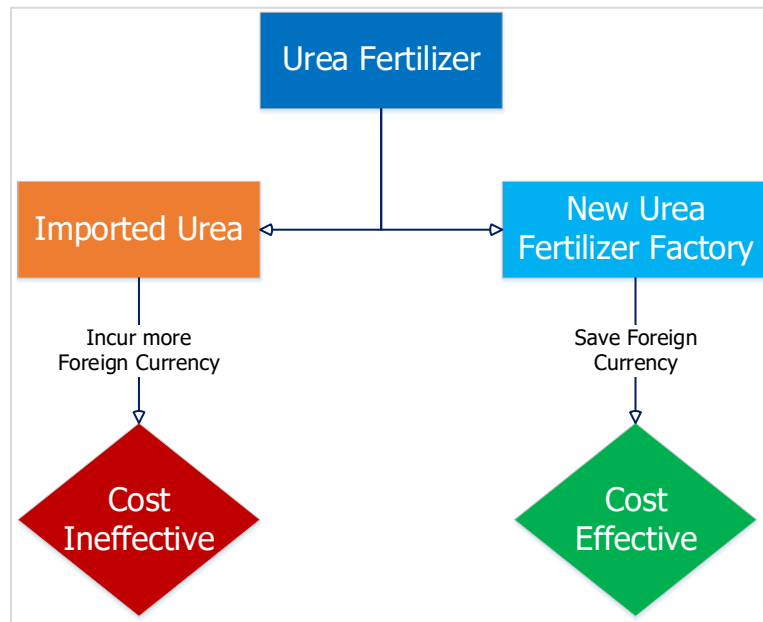 Urea Fertilizer
Imported Urea
New Urea
Fertilizer Factory
Incur more
Foreign Currency
Save Foreign
Currency
Cost
Ineffective
Cost
Effective